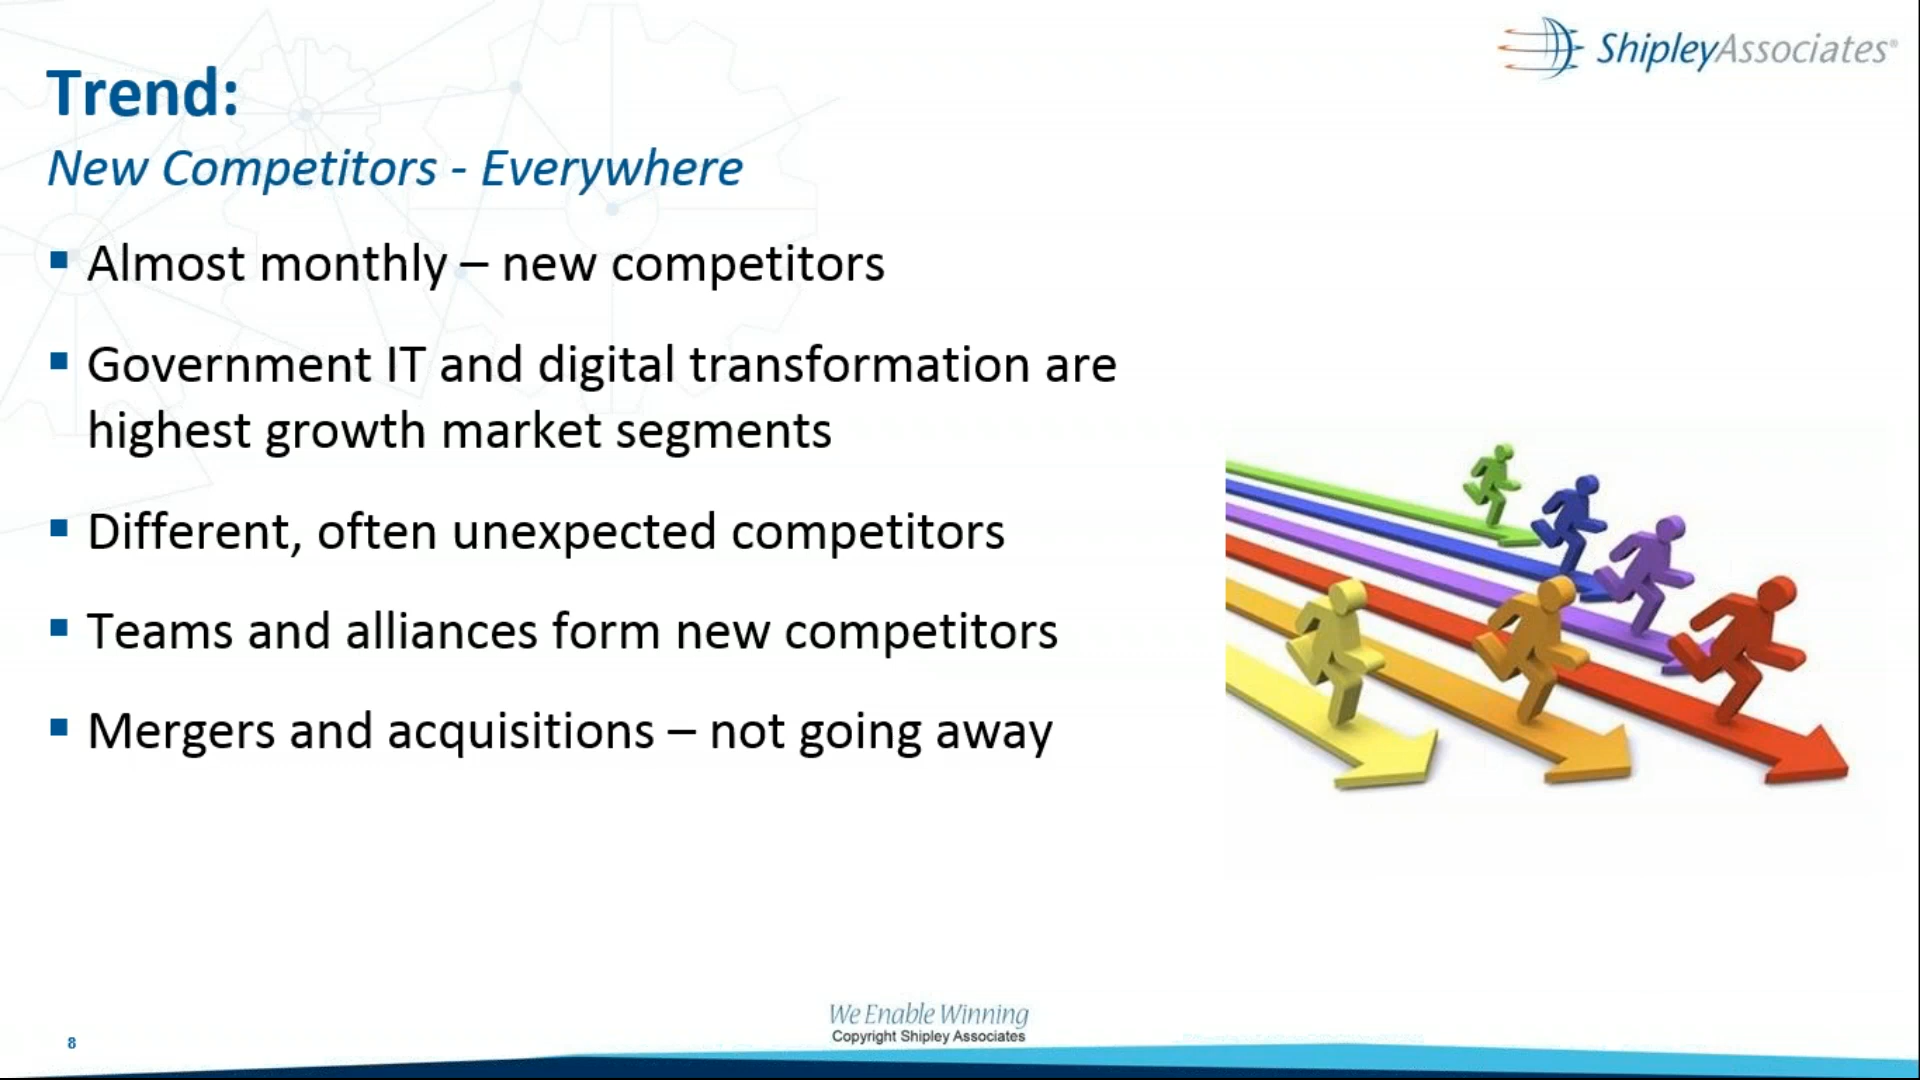 ShipleyAssociates®
Trend:
New Competitors - Everywhere
▪ Almost monthly – new competitors
▪ Government IT and digital transformation are
highest growth market segments
▪ Different, often unexpected competitors
▪ Teams and alliances form new competitors
▪ Mergers and acquisitions – not going away
We Enable Winning
Copyright Shipley Associates
8